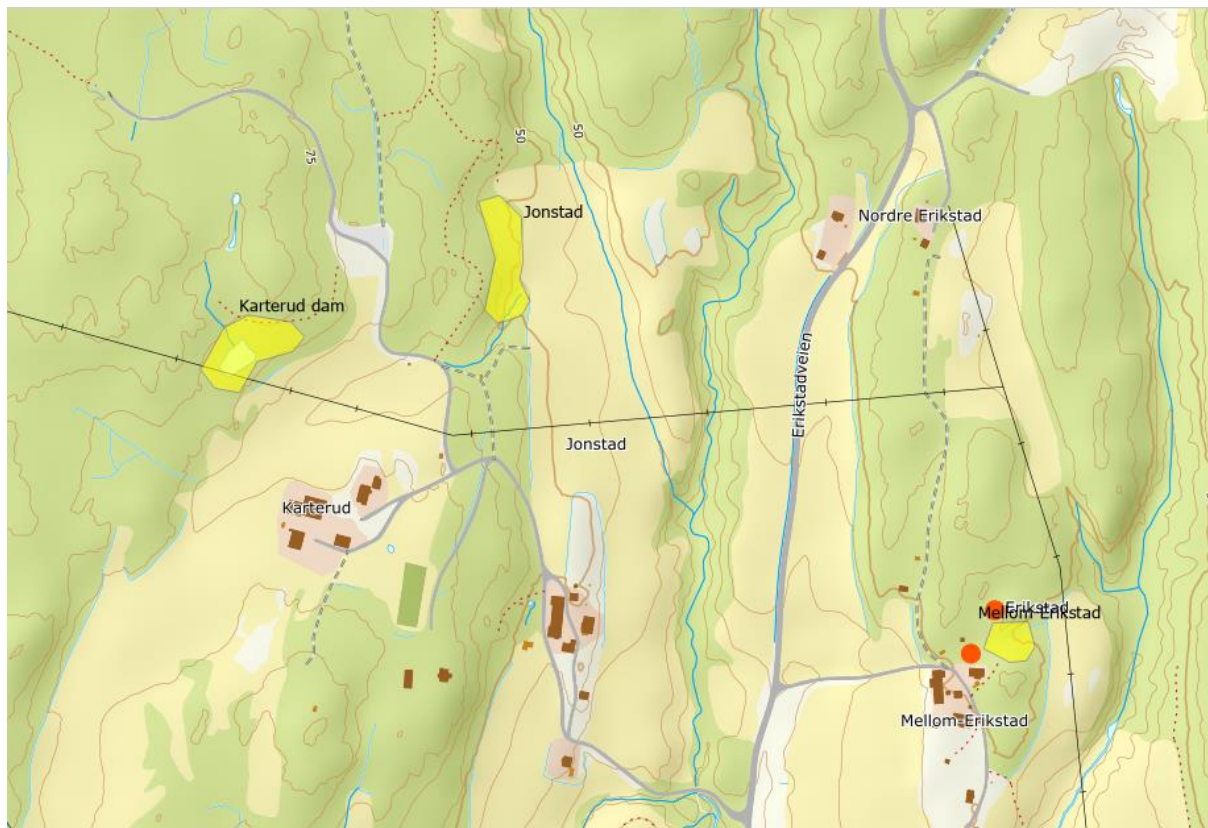 50
50
75
Jonstad
Nordre Erikstad
Karterud dam
Erikstadveien
Jonstad
Karterud
Erikstad
Mellom-Erikstad
Mellom-Erikstad